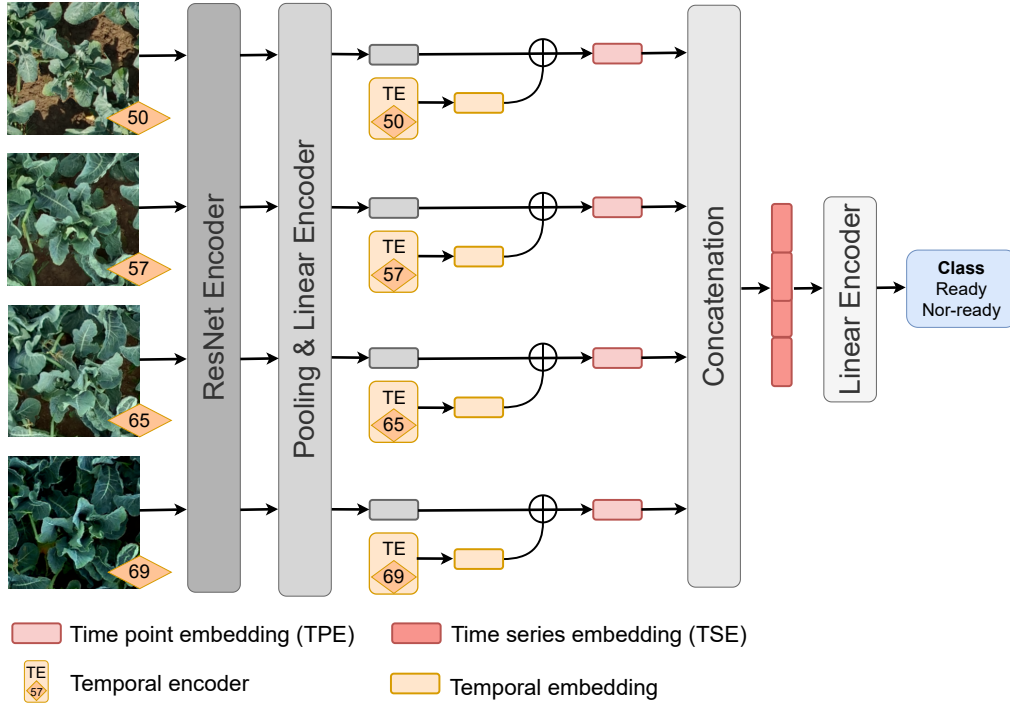 50
57
65
69
ResNet Encoder
Pooling & Linear Encoder
TE
50
TE
57
TE
65
TE
69
Concatenation
Linear Encoder
Class
Ready
Nor-ready
Time point embedding (TPE)
Time series embedding (TSE)
TE
57
Temporal encoder
Temporal embedding